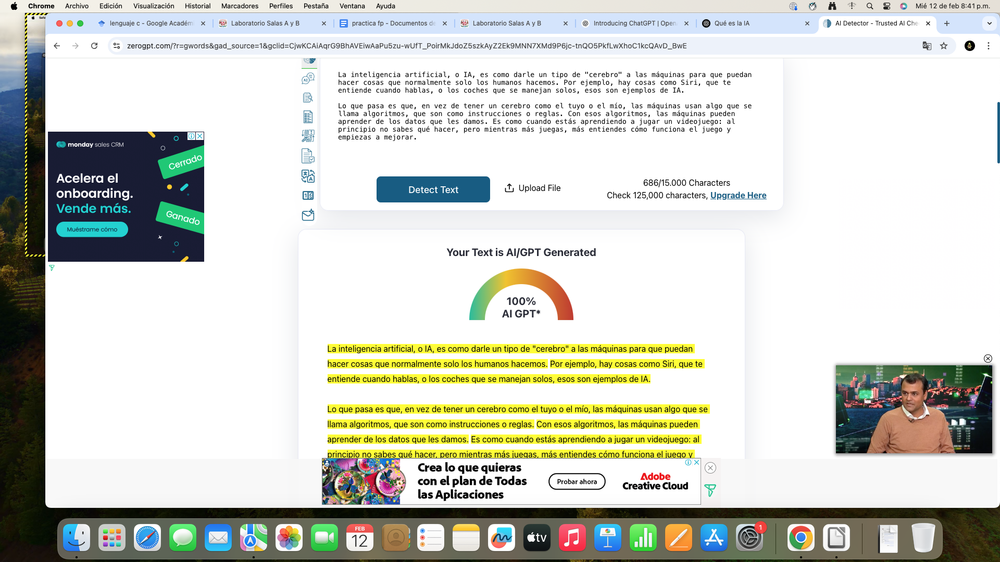 Chrome Archivo Edición Visualización Historial Marcadores Perfiles Pestaña Ventana Ayuda Mié 12 de feb 8:41 p.m.
lenguaje c - Google Académ
Laboratorio Salas A y B
practica fp - Documentos de
Laboratorio Salas A y B
Introducing ChatGPT | Open
Qué es la IA
AI Detector - Trusted AI Che
zerogpt.com/?r=gwords&gad_source=1&gclid=CjwKCAiAqrG9BhAVEiwAaPu5zu-wUfT_PoirMkJdoZ5szkAyZ2Ek9MNN7XMd9P6jc-tnQO5PkfLwXhoC1kcQAvD_BwE
La inteligencia artificial, o IA, es como darle un tipo de "cerebro" a las máquinas para que puedan
hacer cosas que normalmente solo los humanos hacemos. Por ejemplo, hay cosas como Siri, que te
entiende cuando hablas, o los coches que se manejan solos, esos son ejemplos de IA.
Lo que pasa es que, en vez de tener un cerebro como el tuyo o el mío, las máquinas usan algo que se
llama algoritmos, que son como instrucciones o reglas. Con esos algoritmos, las máquinas pueden
aprender de los datos que les damos. Es como cuando estás aprendiendo a jugar un videojuego: al
principio no sabes qué hacer, pero mientras más juegas, más entiendes cómo funciona el juego y
empiezas a mejorar.
Detect Text
Upload File
686/15.000 Characters
Check 125,000 characters, Upgrade Here
monday sales CRM
Acelera el
onboarding.
Vende más.
Muéstrame cómo
Cerrado
Ganado
Your Text is AI/GPT Generated
100%
AI GPT*
La inteligencia artificial, o IA, es como darle un tipo de "cerebro" a las máquinas para que puedan
hacer cosas que normalmente solo los humanos hacemos. Por ejemplo, hay cosas como Siri, que te
entiende cuando hablas, o los coches que se manejan solos, esos son ejemplos de IA.
Lo que pasa es que, en vez de tener un cerebro como el tuyo o el mío, las máquinas usan algo que se
llama algoritmos, que son como instrucciones o reglas. Con esos algoritmos, las máquinas pueden
aprender de los datos que les damos. Es como cuando estás aprendiendo a jugar un videojuego: al
principio no sabes qué hacer, pero mientras más juegas, más entiendes cómo funciona el juego y
Crea lo que quieras
con el plan de Todas
las Aplicaciones
Probar ahora
Adobe
Creative Cloud
FEB
12
tv
1